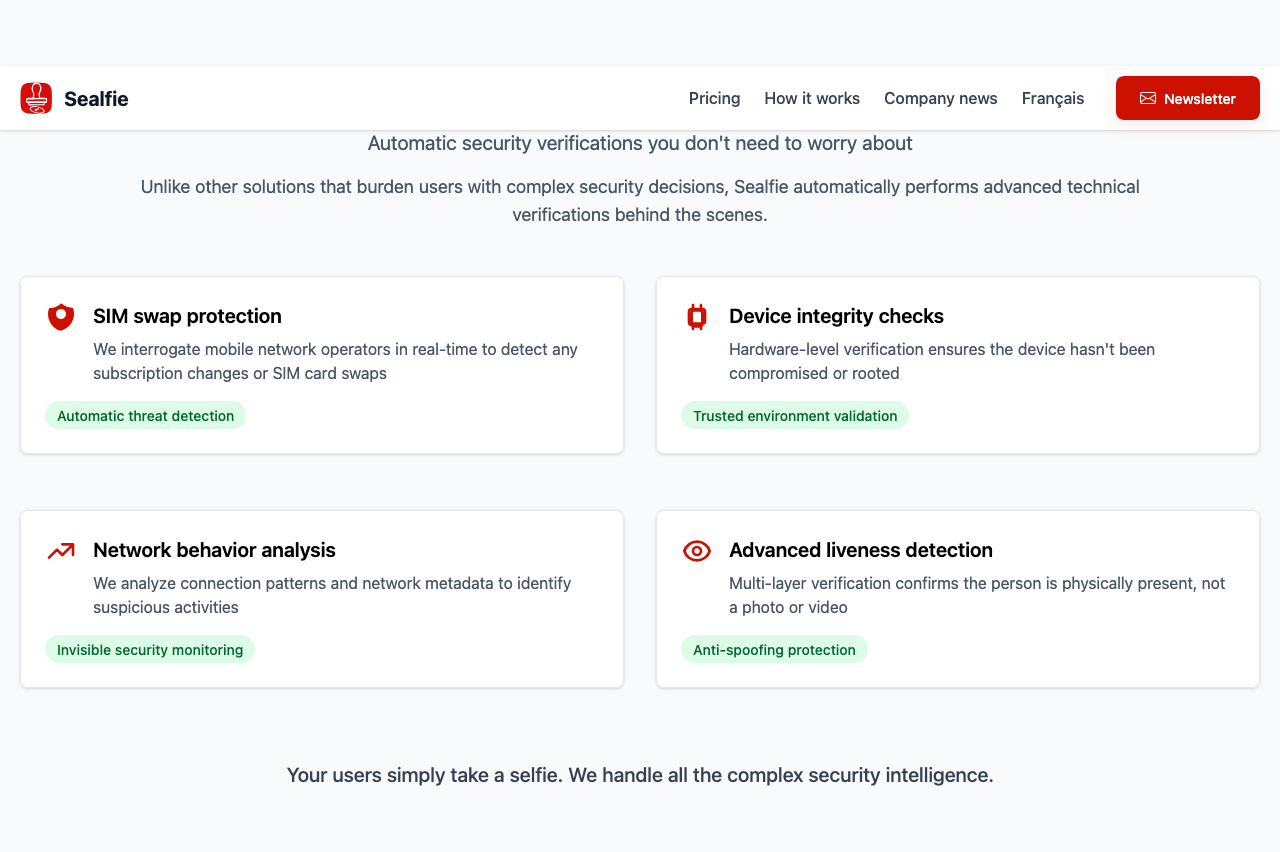 Sealfie
Pricing
How it works
Company news
Français
Newsletter
Automatic security verifications you don't need to worry about
Unlike other solutions that burden users with complex security decisions, Sealfie automatically performs advanced technical
verifications behind the scenes.
SIM swap protection
We interrogate mobile network operators in real-time to detect any
subscription changes or SIM card swaps
Automatic threat detection
Device integrity checks
Hardware-level verification ensures the device hasn't been
compromised or rooted
Trusted environment validation
Network behavior analysis
We analyze connection patterns and network metadata to identify
suspicious activities
Invisible security monitoring
Advanced liveness detection
Multi-layer verification confirms the person is physically present, not
a photo or video
Anti-spoofing protection
Your users simply take a selfie. We handle all the complex security intelligence.